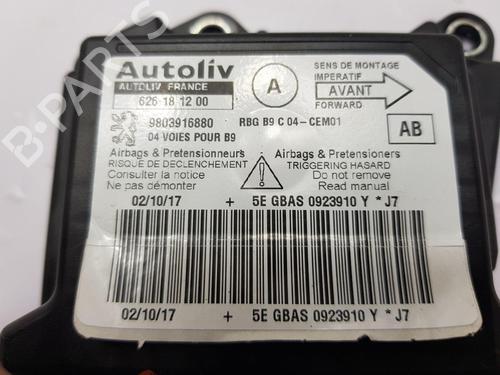 Autoliv
AUTOLIV FRANCE
626 18 12 00
A
SENS DE MONTAGE
IMPERATIF
AVANT
FORWARD
9803916880
RBG B9 C 04-CEM01
04 VOIES POUR B9
AB
Airbags & Pretensionneurs
RISQUE DE DECLENCHEMENT
Consulter la notice
Ne pas démonter
Airbags & Pretensioners
TRIGGERING HASARD
Do not remove
Read manual
02/10/17 + 5E GBAS 0923910 Y * J7
02/10/17 + 5E GBAS 0923910 Y * J7
B-PARTS